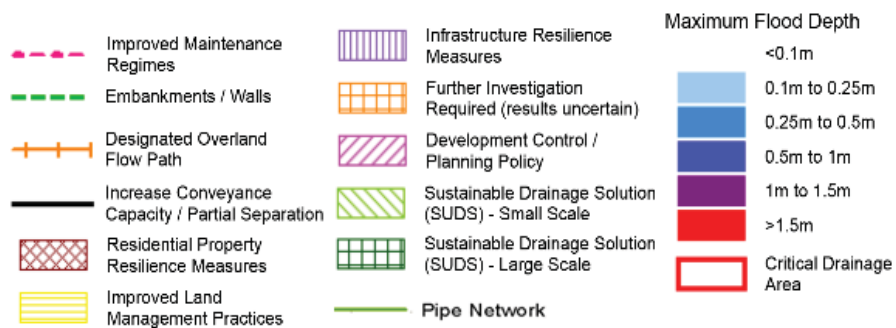 Improved Maintenance
Regimes
Embankments / Walls
Designated Overland
Flow Path
Increase Conveyance
Capacity / Partial Separation
Residential Property
Resilience Measures
Improved Land
Management Practices
Infrastructure Resilience
Measures
Further Investigation
Required (results uncertain)
Development Control /
Planning Policy
Sustainable Drainage Solution
(SUDS) - Small Scale
Sustainable Drainage Solution
(SUDS) - Large Scale
Pipe Network
Maximum Flood Depth
<0.1m
0.1m to 0.25m
0.25m to 0.5m
0.5m to 1m
1m to 1.5m
>1.5m
Critical Drainage
Area